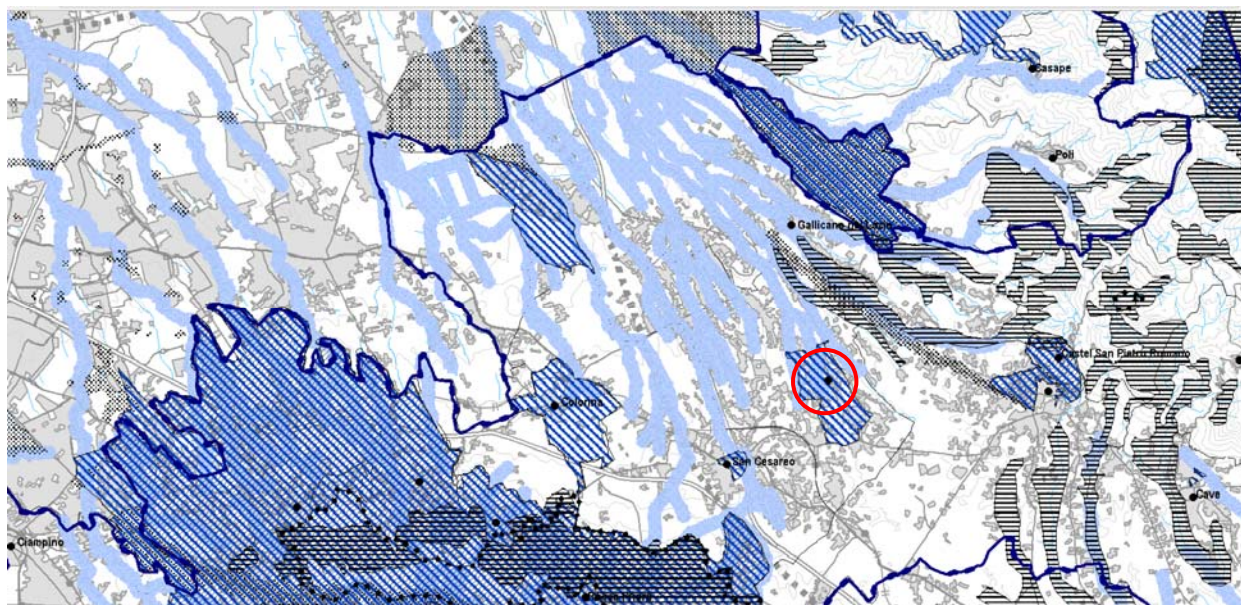 Casape
Poli
Gallicano nel Lazio
Castel San Pietro Romano
Colonna
San Cesareo
Cave
Ciampino